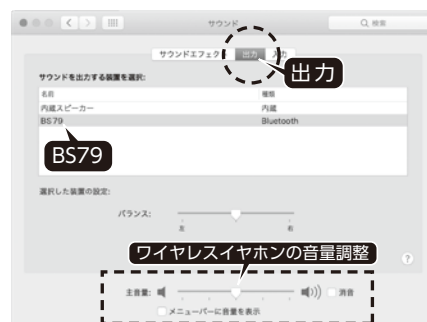 サウンド
検索
サウンドエフェクト 出力 入力
出力
サウンドを出力する装置を選択:
名前 種類
内蔵スピーカー 内蔵
BS79 Bluetooth
BS79
選択した装置の設定:
バランス:
左 右
ワイヤレスイヤホンの音量調整
?
主音量: 消音
メニューバーに音量を表示